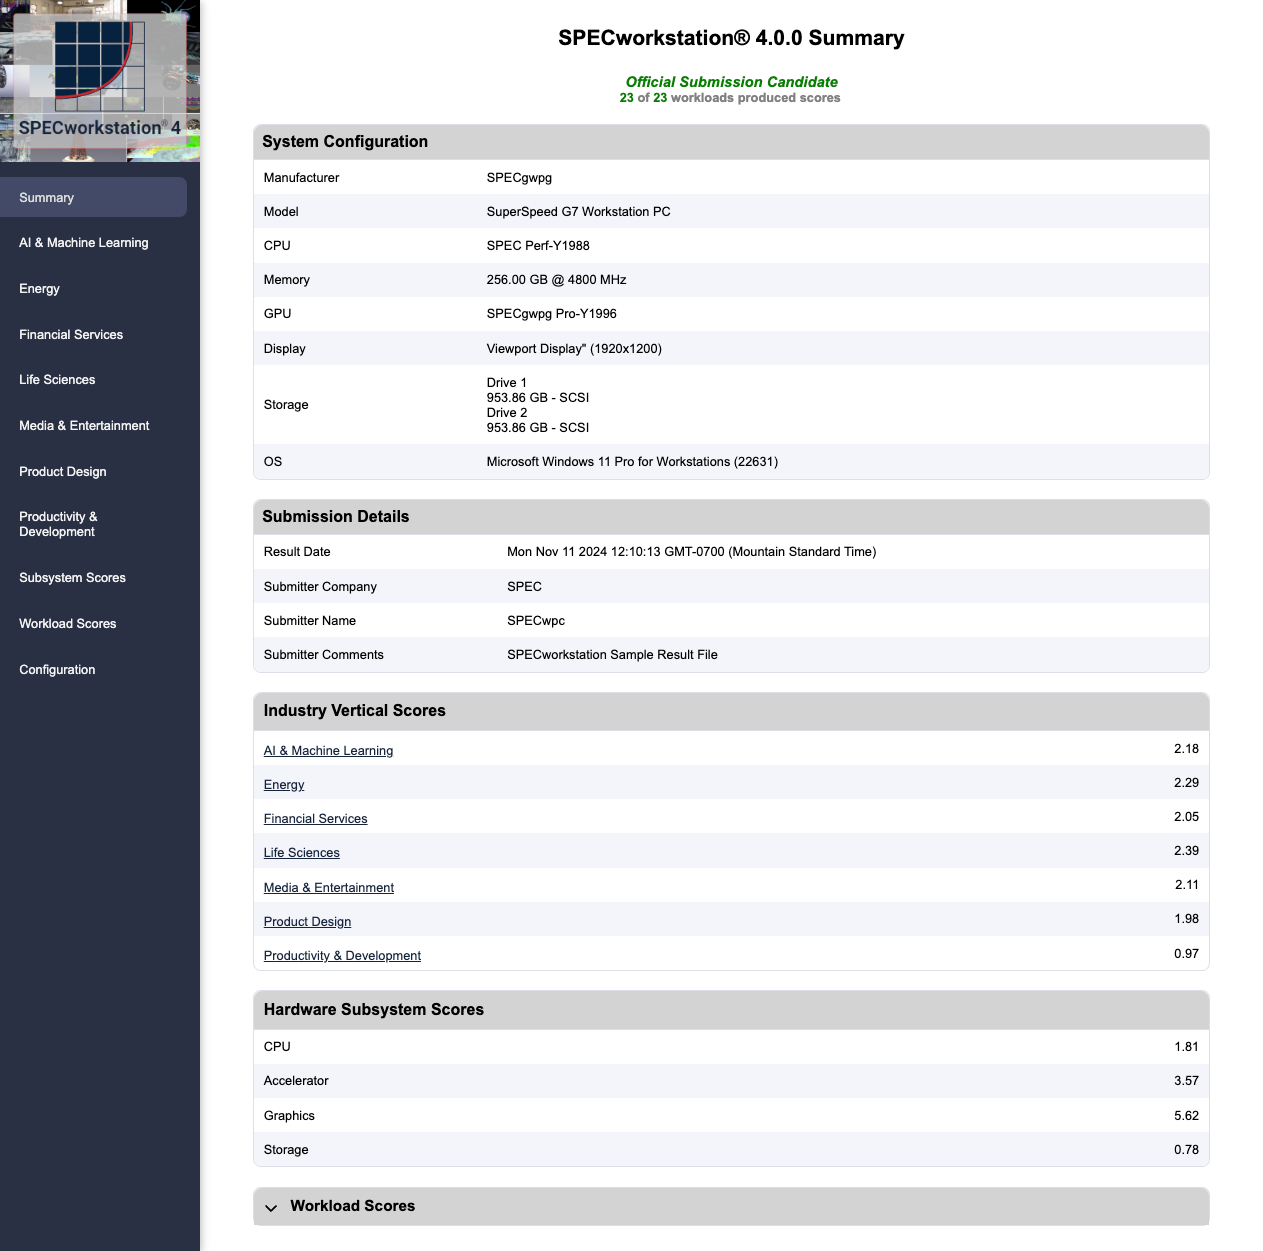 SPECworkstation® 4
Summary
AI & Machine Learning
Energy
Financial Services
Life Sciences
Media & Entertainment
Product Design
Productivity &
Development
Subsystem Scores
Workload Scores
Configuration
SPECworkstation® 4.0.0 Summary
Official Submission Candidate
23 of 23 workloads produced scores
System Configuration
Manufacturer SPECgwpg
Model SuperSpeed G7 Workstation PC
CPU SPEC Perf-Y1988
Memory 256.00 GB @ 4800 MHz
GPU SPECgwpg Pro-Y1996
Display Viewport Display" (1920x1200)
Storage
Drive 1
953.86 GB - SCSI
Drive 2
953.86 GB - SCSI
OS Microsoft Windows 11 Pro for Workstations (22631)
Submission Details
Result Date Mon Nov 11 2024 12:10:13 GMT-0700 (Mountain Standard Time)
Submitter Company SPEC
Submitter Name SPECwpc
Submitter Comments SPECworkstation Sample Result File
Industry Vertical Scores
AI & Machine Learning 2.18
Energy 2.29
Financial Services 2.05
Life Sciences 2.39
Media & Entertainment 2.11
Product Design 1.98
Productivity & Development 0.97
Hardware Subsystem Scores
CPU 1.81
Accelerator 3.57
Graphics 5.62
Storage 0.78
Workload Scores